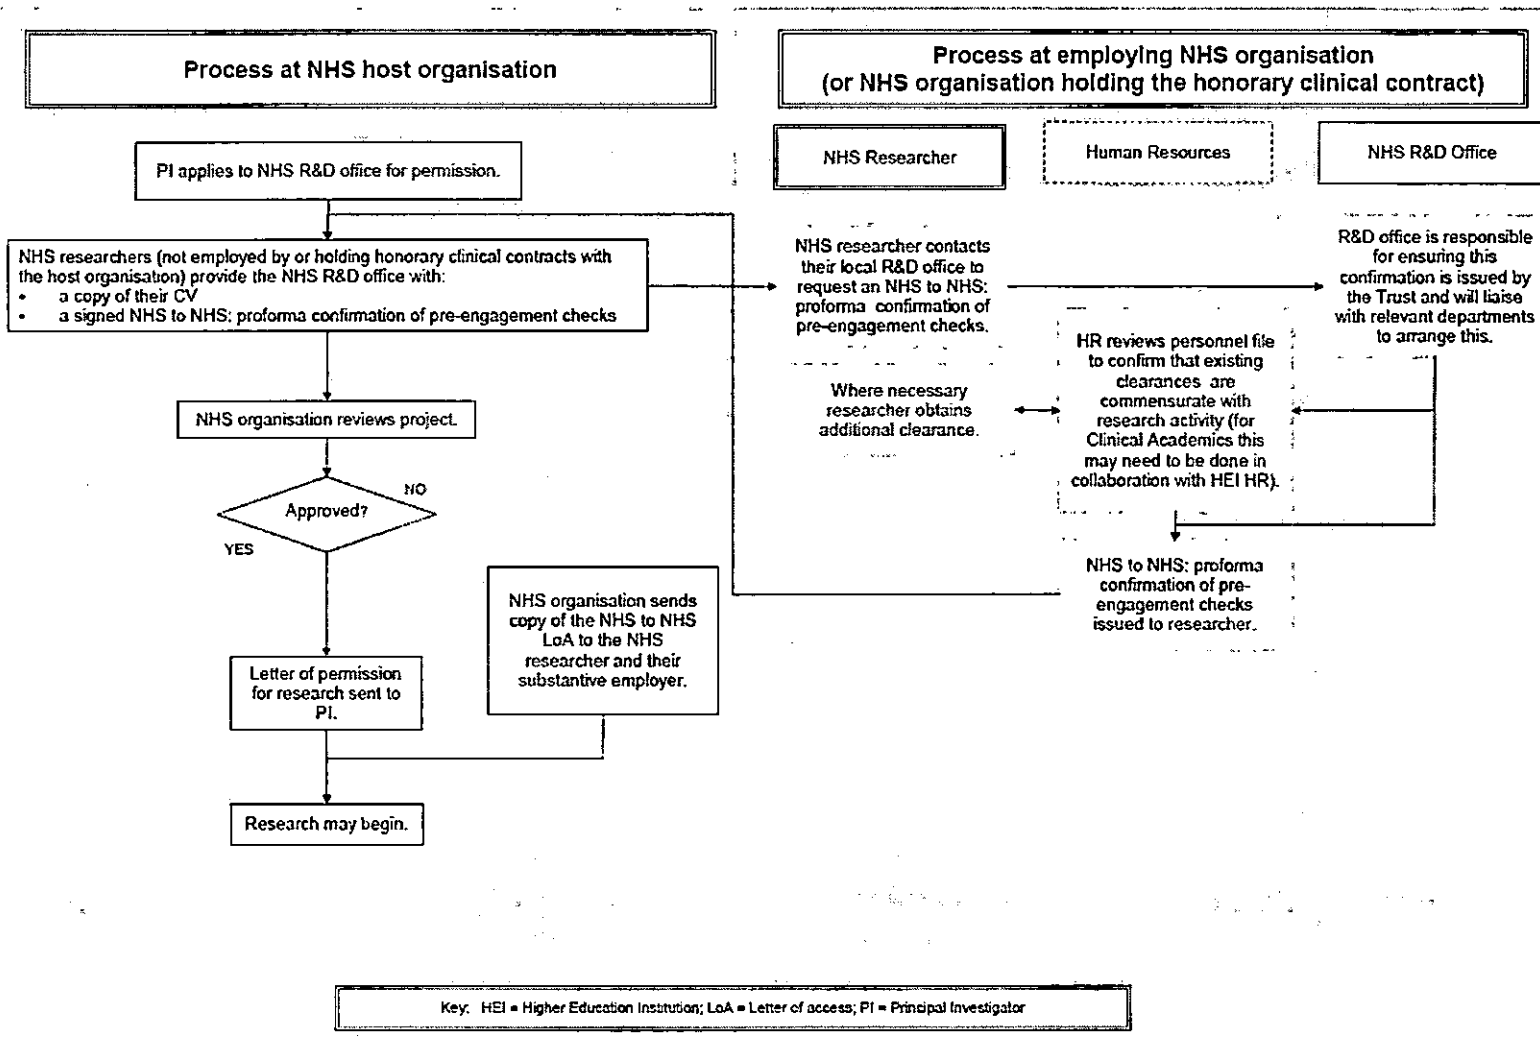 Process at NHS host organisation
Process at employing NHS organisation
(or NHS organisation holding the honorary clinical contract)
NHS Researcher
Human Resources
NHS R&D Office
PI applies to NHS R&D office for permission.
NHS researchers (not employed by or holding honorary clinical contracts with
the host organisation) provide the NHS R&D office with:
• a copy of their CV
• a signed NHS to NHS: proforma confirmation of pre-engagement checks
NHS researcher contacts
their local R&D office to
request an NHS to NHS:
proforma confirmation of
pre-engagement checks.
R&D office is responsible
for ensuring this
confirmation is issued by
the Trust and will liaise
with relevant departments
to arrange this.
HR reviews personnel file
to confirm that existing
clearances are
commensurate with
research activity (for
Clinical Academics this
may need to be done in
collaboration with HEI HR).
Where necessary
researcher obtains
additional clearance.
NHS organisation reviews project.
Approved?
NO
YES
NHS to NHS: proforma
confirmation of pre-
engagement checks
issued to researcher.
NHS organisation sends
copy of the NHS to NHS
LoA to the NHS
researcher and their
substantive employer.
Letter of permission
for research sent to
PI.
Research may begin.
Key: HEI = Higher Education Institution; LoA = Letter of access; PI = Principal Investigator